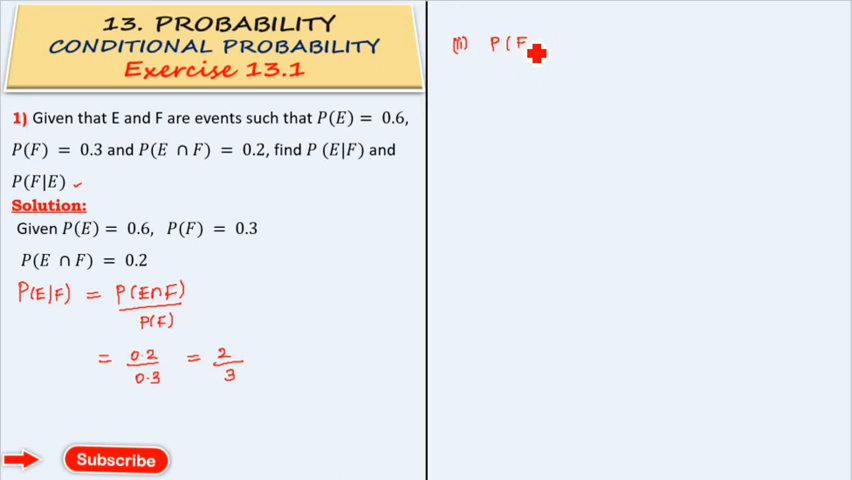 13. PROBABILITY
CONDITIONAL PROBABILITY
Exercise 13.1
1) Given that E and F are events such that P(E) = 0.6,
P(F) = 0.3 and P(E ∩ F) = 0.2, find P (E|F) and
P(F|E)
Solution:
Given P(E) = 0.6, P(F) = 0.3
P(E ∩ F) = 0.2
P(E|F) = P(E∩F)
P(F)
= 0.2 = 2
0.3 3
Subscribe
(ii) P(F